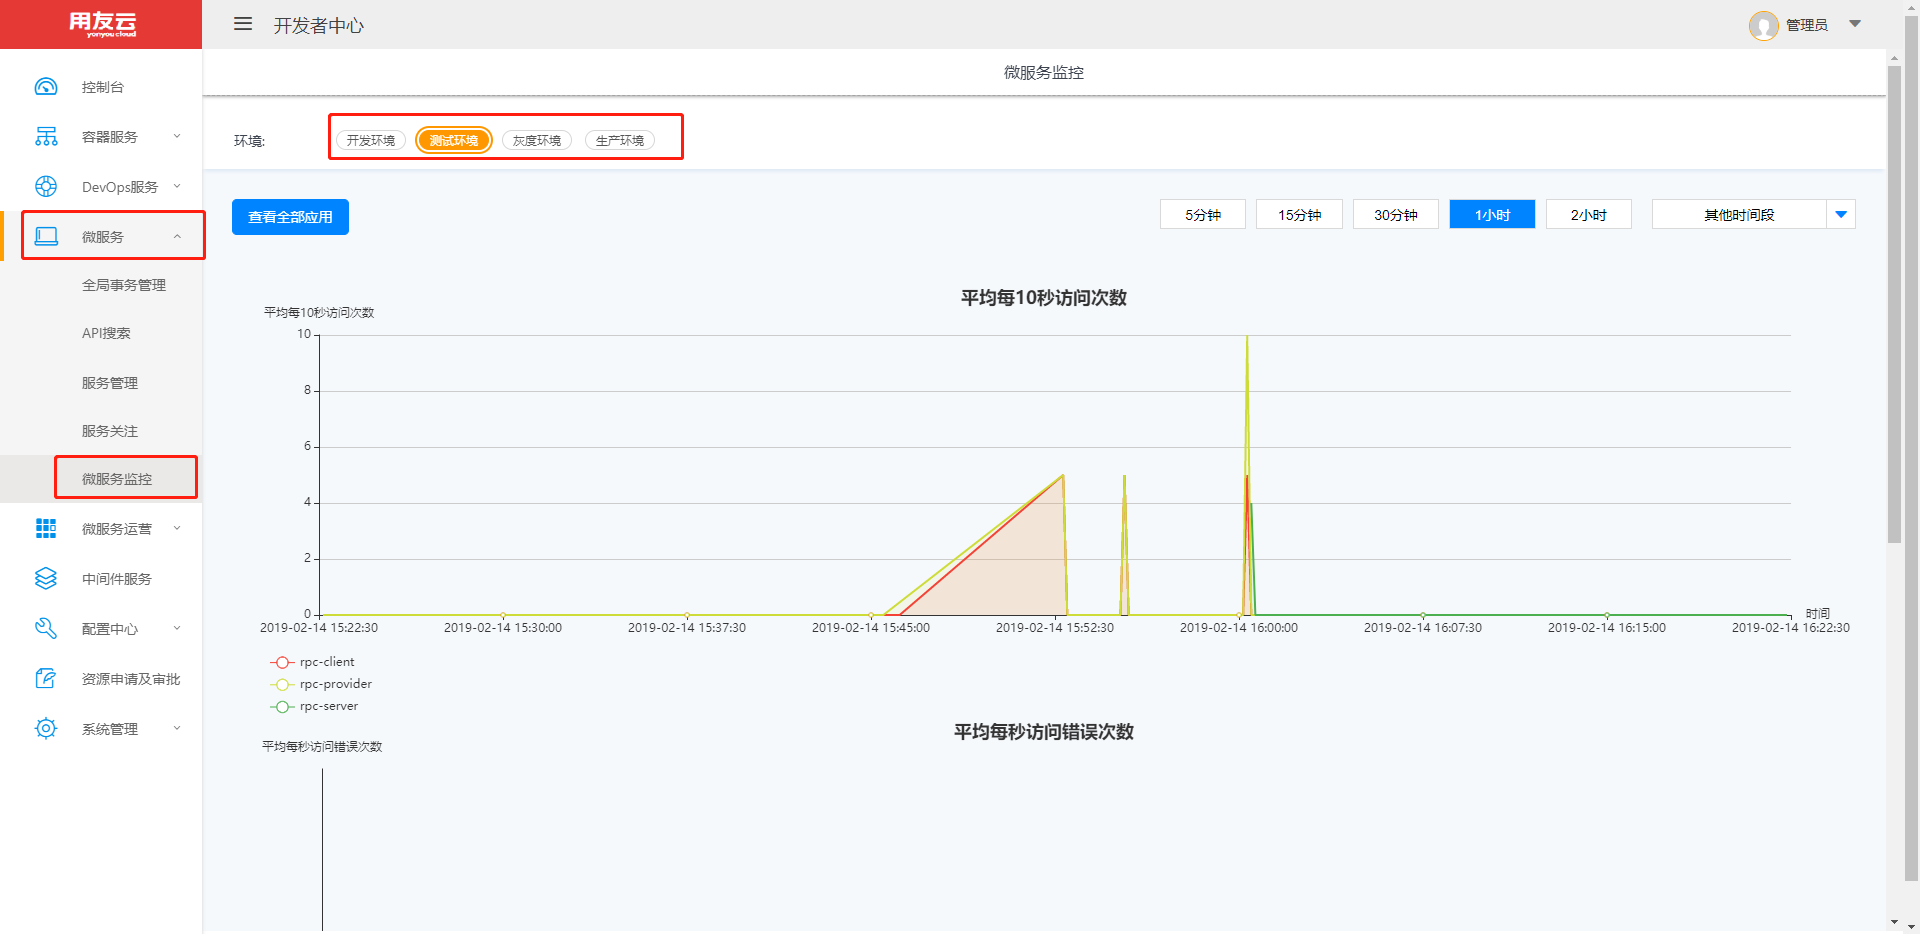 用友云
yonyou cloud
开发者中心
管理员
控制台
容器服务
DevOps服务
微服务
全局事务管理
API搜索
服务管理
服务关注
微服务监控
微服务运营
中间件服务
配置中心
资源申请及审批
系统管理
微服务监控
环境:
开发环境
测试环境
灰度环境
生产环境
查看全部应用
5分钟
15分钟
30分钟
1小时
2小时
其他时间段
平均每10秒访问次数
平均每10秒访问次数
10
8
6
4
2
0
时间
2019-02-14 15:22:30
2019-02-14 15:30:00
2019-02-14 15:37:30
2019-02-14 15:45:00
2019-02-14 15:52:30
2019-02-14 16:00:00
2019-02-14 16:07:30
2019-02-14 16:15:00
2019-02-14 16:22:30
rpc-client
rpc-provider
rpc-server
平均每秒访问错误次数
平均每秒访问错误次数